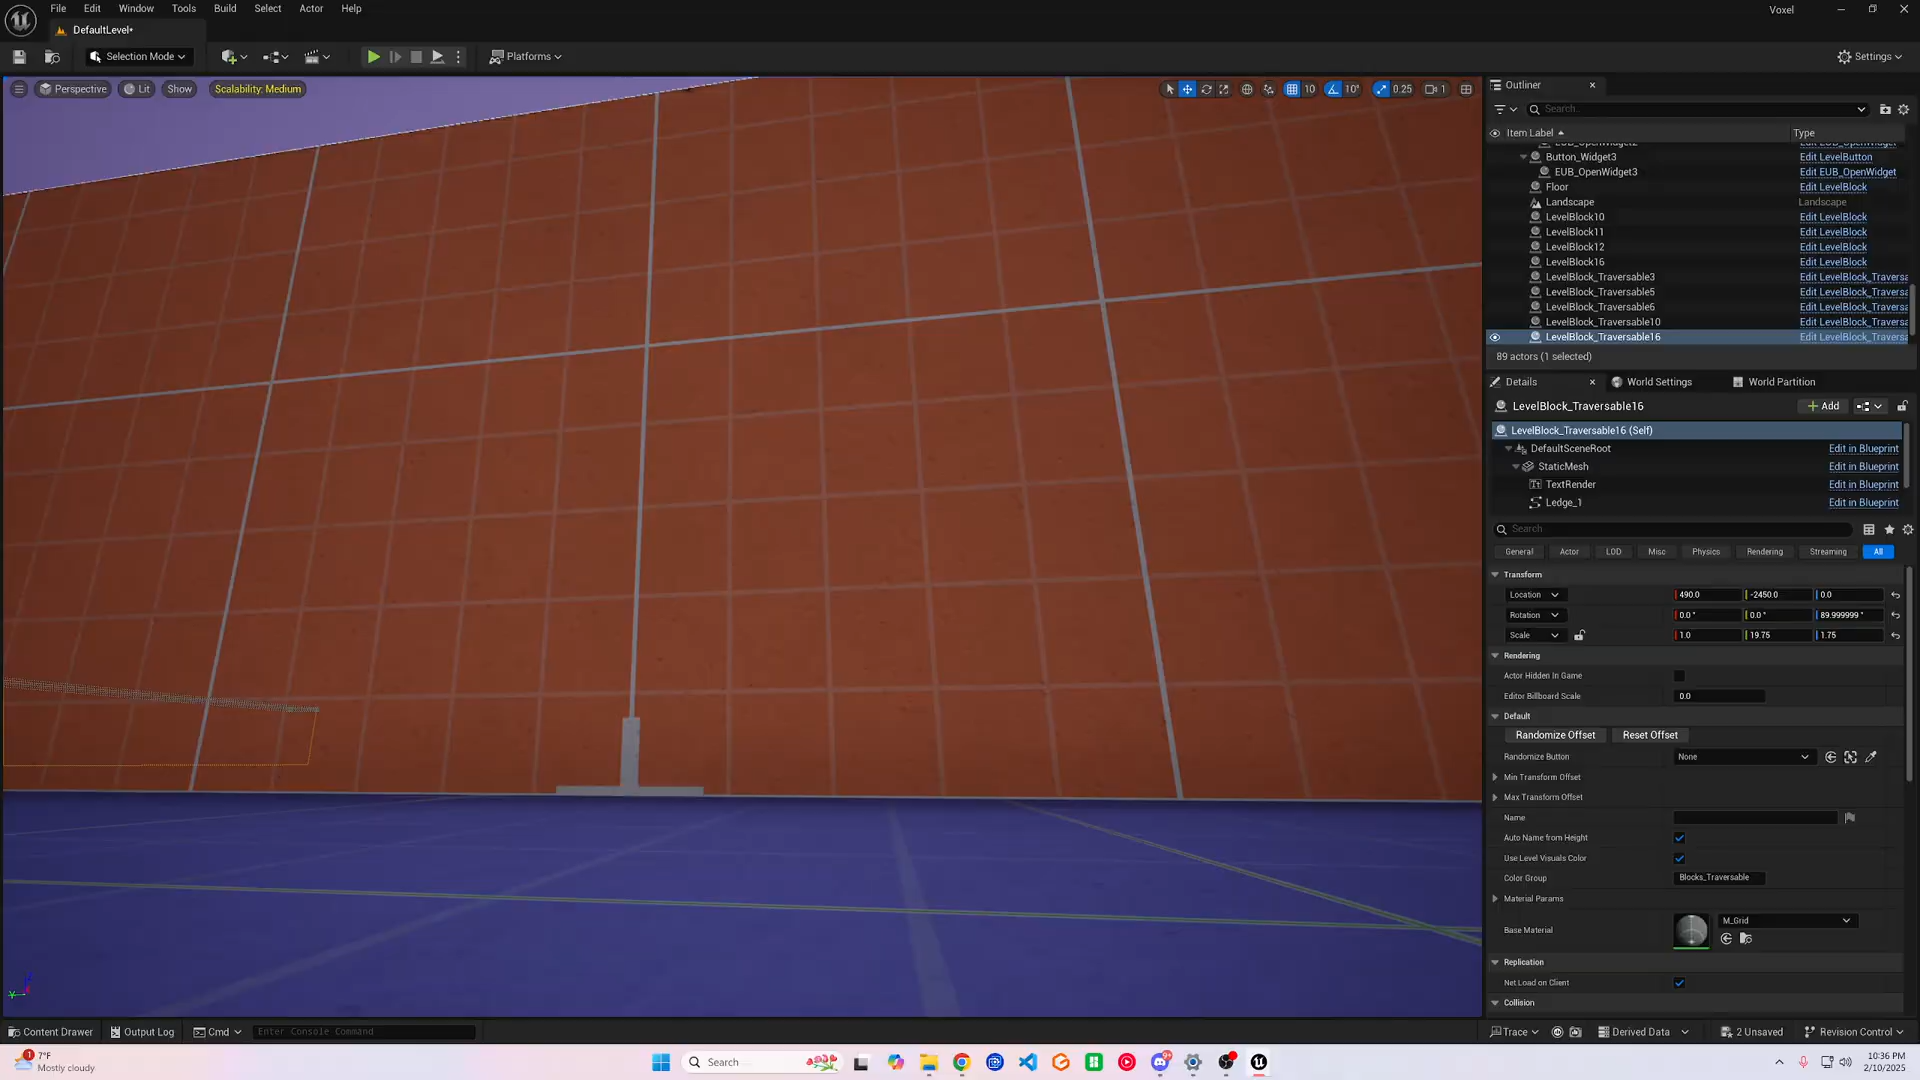 File Edit Window Tools Build Select Actor Help
Voxel
DefaultLevel•
Selection Mode
Platforms
Settings
Perspective
Lit
Show
Scalability: Medium
10
10°
0.25
1
Outliner
Search...
Item Label
Type
Button_Widget3 Edit LevelButton
EUB_OpenWidget3 Edit EUB_OpenWidget
Floor Edit LevelBlock
Landscape Landscape
LevelBlock10 Edit LevelBlock
LevelBlock11 Edit LevelBlock
LevelBlock12 Edit LevelBlock
LevelBlock16 Edit LevelBlock
LevelBlock_Traversable3 Edit LevelBlock_Traversa
LevelBlock_Traversable5 Edit LevelBlock_Traversa
LevelBlock_Traversable6 Edit LevelBlock_Traversa
LevelBlock_Traversable10 Edit LevelBlock_Traversa
LevelBlock_Traversable16 Edit LevelBlock_Traversa
89 actors (1 selected)
Details
World Settings
World Partition
LevelBlock_Traversable16
+ Add
LevelBlock_Traversable16 (Self)
DefaultSceneRoot Edit in Blueprint
StaticMesh Edit in Blueprint
TextRender Edit in Blueprint
Ledge_1 Edit in Blueprint
Search
General Actor LOD Misc Physics Rendering Streaming All
Transform
Location 490.0 -2450.0 0.0
Rotation 0.0 ° 0.0 ° 89.999999 °
Scale 1.0 19.75 1.75
Rendering
Actor Hidden In Game
Editor Billboard Scale 0.0
Default
Randomize Offset Reset Offset
Randomize Button None
Min Transform Offset
Max Transform Offset
Name
Auto Name from Height
Use Level Visuals Color
Color Group Blocks_Traversable
Material Params
Base Material M_Grid
Replication
Net Load on Client
Collision
Content Drawer
Output Log
Cmd
Enter Console Command
Trace
Derived Data
2 Unsaved
Revision Control
1
7°F
Mostly cloudy
Search
10:36 PM
2/10/2025